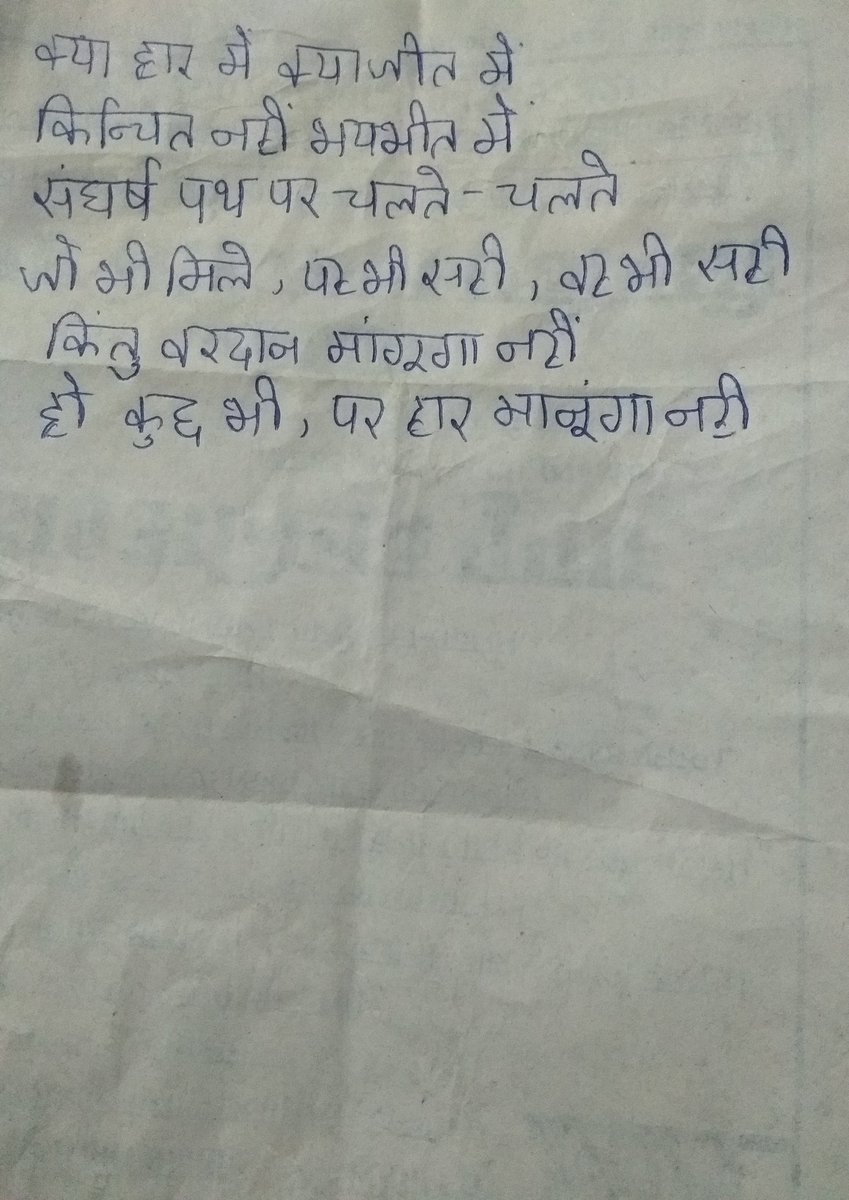 क्या हार में क्या जीत में
किन्चित नहीं भयभीत में
संघर्ष पथ पर चलते-चलते
जो भी मिले, यह भी सही, वह भी सही
किंतु वरदान मांगूगा नहीं
हो कुछ भी, पर हार मानूंगा नही